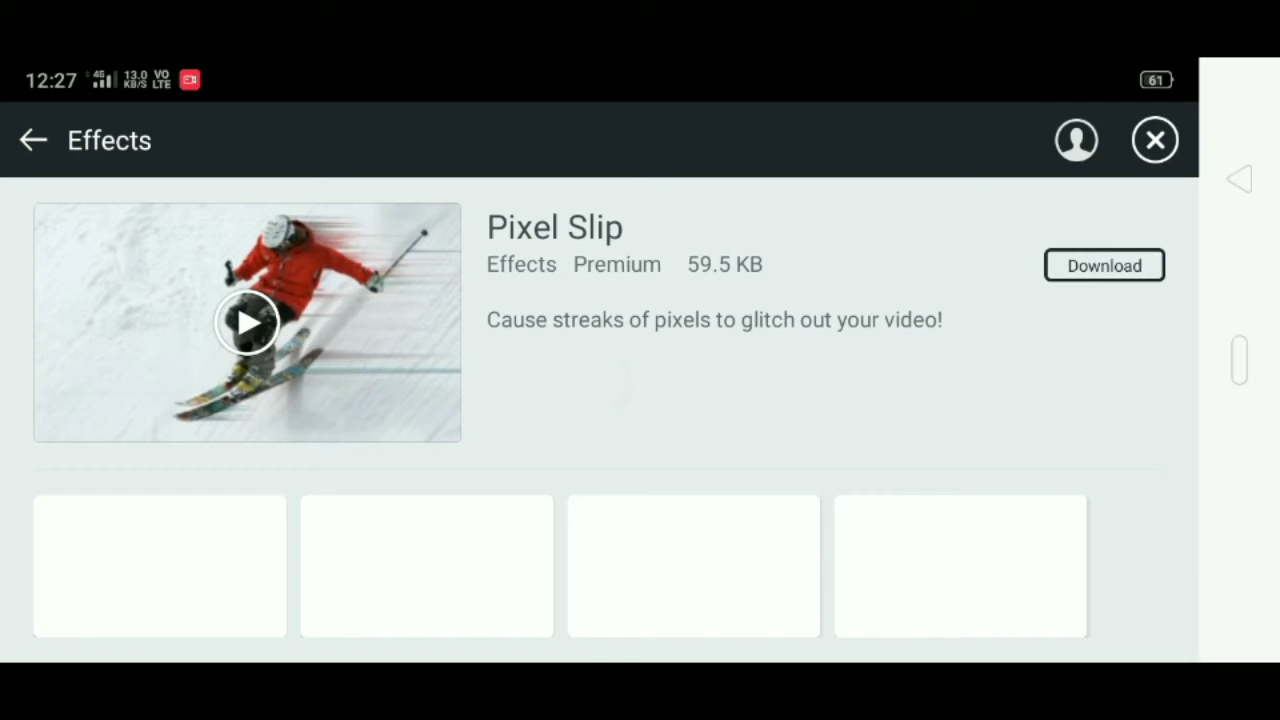 12:27 4G 13.0 KB/S VO LTE 61
Effects
Pixel Slip
Effects Premium 59.5 KB
Download
Cause streaks of pixels to glitch out your video!